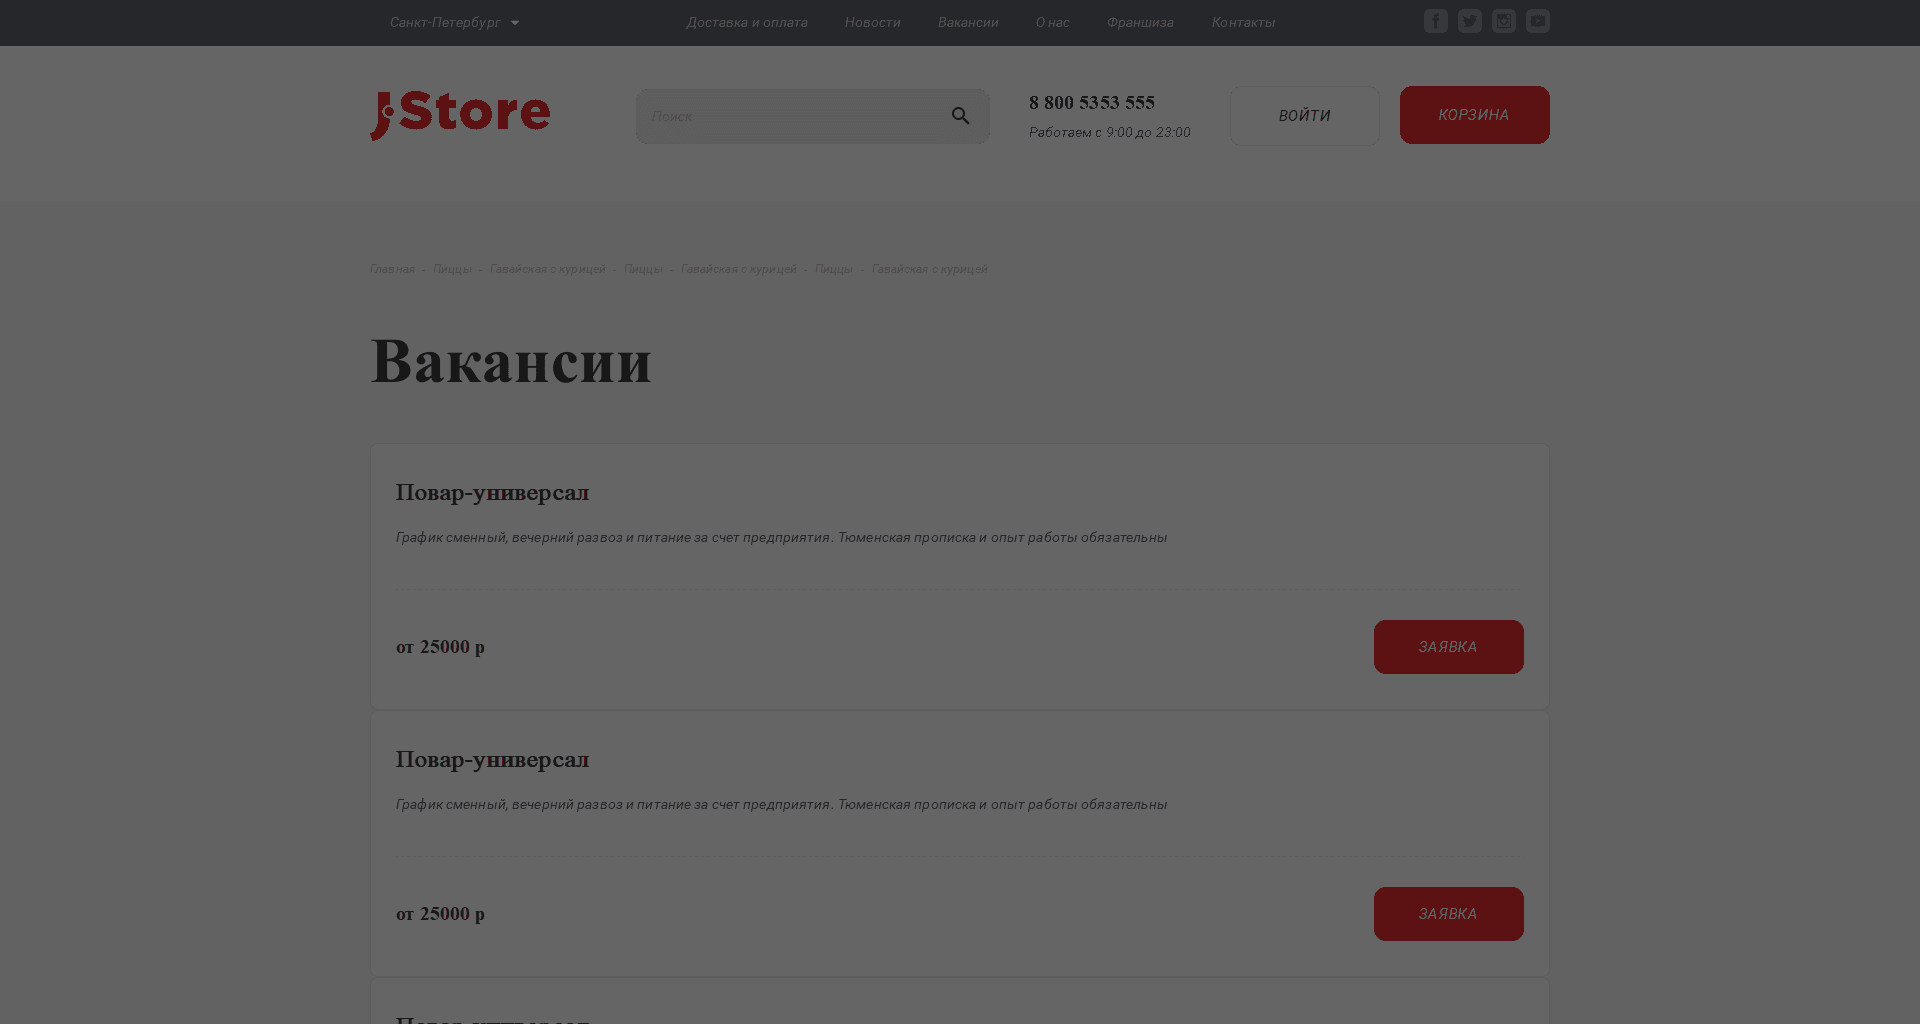 Санкт-Петербург
Доставка и оплата Новости Вакансии О нас Франшиза Контакты
JStore
Поиск
8 800 5353 555
Работаем с 9:00 до 23:00
ВОЙТИ
КОРЗИНА
Главная - Пиццы - Гавайская с курицей - Пиццы - Гавайская с курицей - Пиццы - Гавайская с курицей
Вакансии
Повар-универсал
График сменный, вечерний развоз и питание за счет предприятия. Тюменская прописка и опыт работы обязательны
от 25000 р
ЗАЯВКА
Повар-универсал
График сменный, вечерний развоз и питание за счет предприятия. Тюменская прописка и опыт работы обязательны
от 25000 р
ЗАЯВКА
Повар-универсал